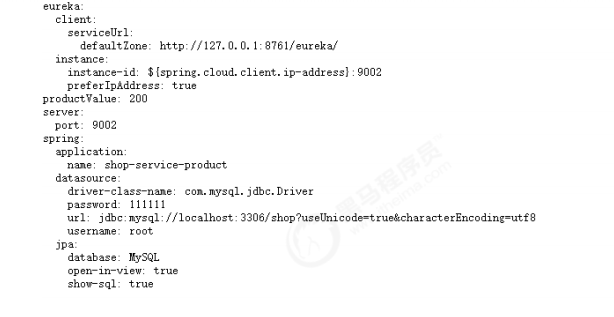 eureka:
  client:
    serviceUrl:
      defaultZone: http://127.0.0.1:8761/eureka/
  instance:
    instance-id: ${spring.cloud.client.ip-address}:9002
    preferIpAddress: true
productValue: 200
server:
  port: 9002
spring:
  application:
    name: shop-service-product
  datasource:
    driver-class-name: com.mysql.jdbc.Driver
    password: 111111
    url: jdbc:mysql://localhost:3306/shop?useUnicode=true&characterEncoding=utf8
    username: root
  jpa:
    database: MySQL
    open-in-view: true
    show-sql: true
黑马程序员